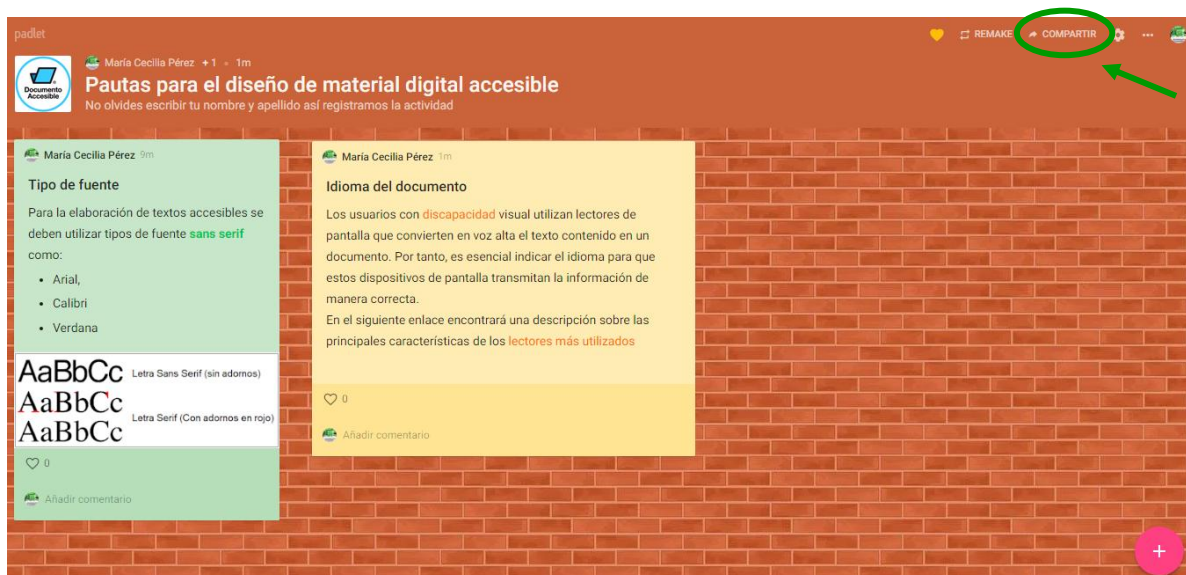 padlet
REMAKE
COMPARTIR
Documento
Accesible
María Cecilia Pérez +1 • 1m
Pautas para el diseño de material digital accesible
No olvides escribir tu nombre y apellido así registramos la actividad
María Cecilia Pérez 9m
Tipo de fuente
Para la elaboración de textos accesibles se
deben utilizar tipos de fuente sans serif
como:
• Arial,
• Calibri
• Verdana
AaBbCc Letra Sans Serif (sin adornos)
AaBbCc
Letra Serif (Con adornos en rojo)
AaBbCc
0
Añadir comentario
María Cecilia Pérez 1m
Idioma del documento
Los usuarios con discapacidad visual utilizan lectores de
pantalla que convierten en voz alta el texto contenido en un
documento. Por tanto, es esencial indicar el idioma para que
estos dispositivos de pantalla transmitan la información de
manera correcta.
En el siguiente enlace encontrará una descripción sobre las
principales características de los lectores más utilizados
0
Añadir comentario